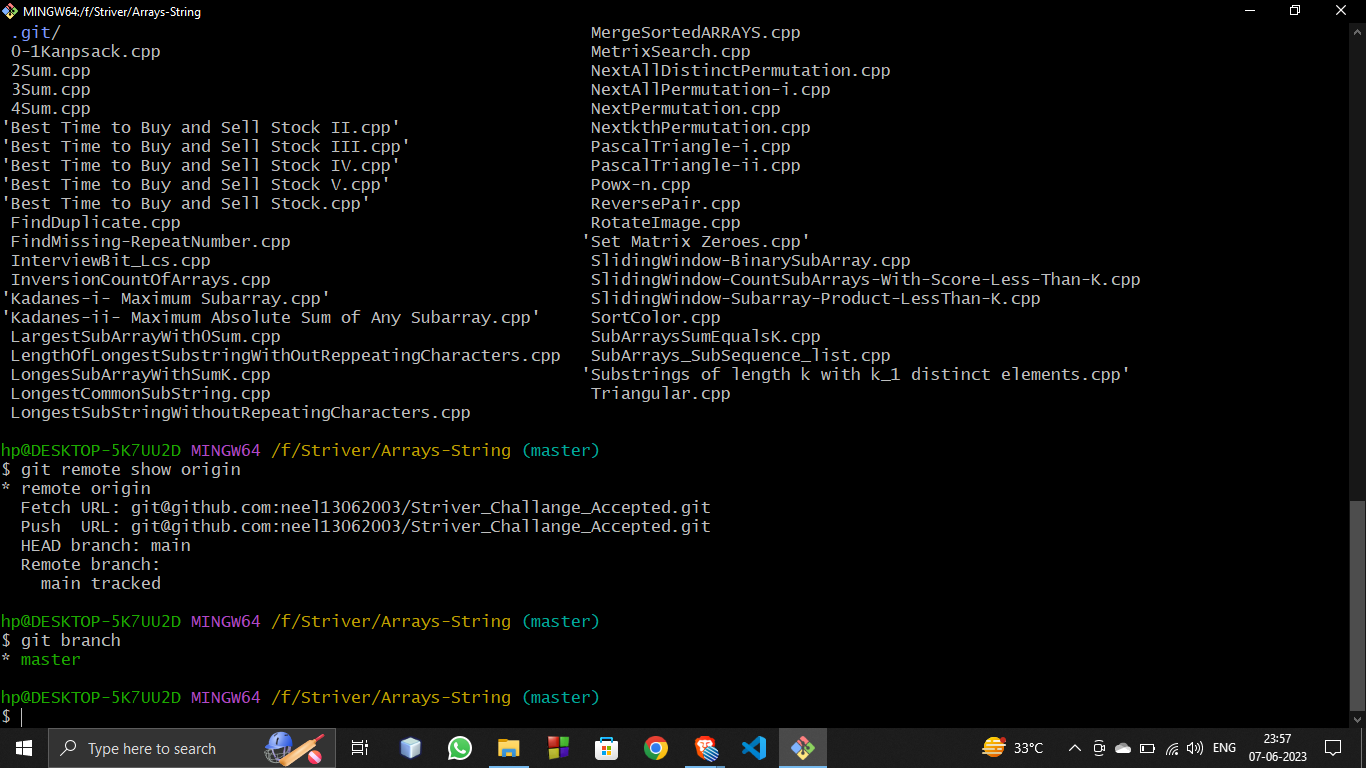 MINGW64:/f/Striver/Arrays-String
.git/ MergeSortedARRAYS.cpp
0-1Kanpsack.cpp MetrixSearch.cpp
2Sum.cpp NextAllDistinctPermutation.cpp
3Sum.cpp NextAllPermutation-i.cpp
4Sum.cpp NextPermutation.cpp
'Best Time to Buy and Sell Stock II.cpp' NextkthPermutation.cpp
'Best Time to Buy and Sell Stock III.cpp' PascalTriangle-i.cpp
'Best Time to Buy and Sell Stock IV.cpp' PascalTriangle-ii.cpp
'Best Time to Buy and Sell Stock V.cpp' Powx-n.cpp
'Best Time to Buy and Sell Stock.cpp' ReversePair.cpp
FindDuplicate.cpp RotateImage.cpp
FindMissing-RepeatNumber.cpp 'Set Matrix Zeroes.cpp'
InterviewBit_Lcs.cpp SlidingWindow-BinarySubArray.cpp
InversionCountOfArrays.cpp SlidingWindow-CountSubArrays-With-Score-Less-Than-K.cpp
'Kadanes-i- Maximum Subarray.cpp' SlidingWindow-Subarray-Product-LessThan-K.cpp
'Kadanes-ii- Maximum Absolute Sum of Any Subarray.cpp' SortColor.cpp
LargestSubArrayWith0Sum.cpp SubArraysSumEqualsK.cpp
LengthOfLongestSubstringWithOutReppeatingCharacters.cpp SubArrays_SubSequence_list.cpp
LongesSubArrayWithSumK.cpp 'Substrings of length k with k_1 distinct elements.cpp'
LongestCommonSubString.cpp Triangular.cpp
LongestSubStringWithoutRepeatingCharacters.cpp
hp@DESKTOP-5K7UU2D MINGW64 /f/Striver/Arrays-String (master)
$ git remote show origin
* remote origin
Fetch URL: git@github.com:neel13062003/Striver_Challange_Accepted.git
Push  URL: git@github.com:neel13062003/Striver_Challange_Accepted.git
HEAD branch: main
Remote branch:
main tracked
hp@DESKTOP-5K7UU2D MINGW64 /f/Striver/Arrays-String (master)
$ git branch
* master
hp@DESKTOP-5K7UU2D MINGW64 /f/Striver/Arrays-String (master)
$
Type here to search
33°C
ENG
23:57
07-06-2023